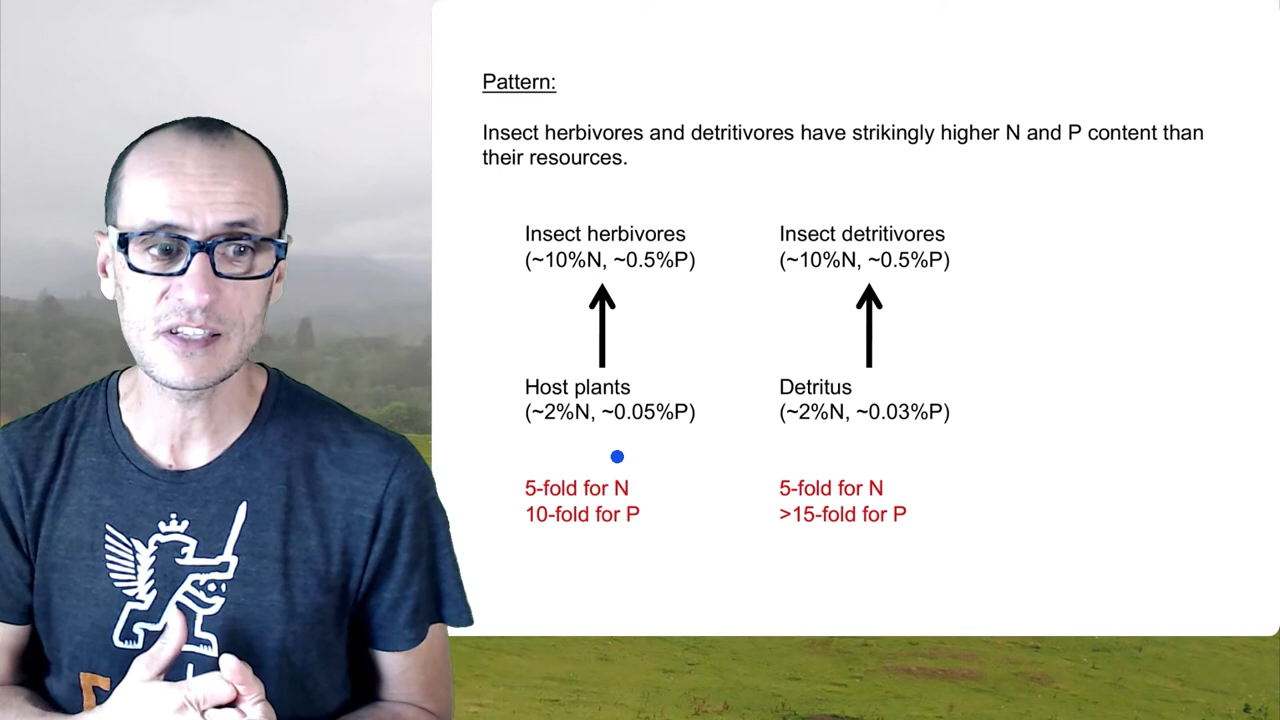 Pattern:
Insect herbivores and detritivores have strikingly higher N and P content than
their resources.
Insect herbivores
(~10%N, ~0.5%P)
Insect detritivores
(~10%N, ~0.5%P)
Host plants
(~2%N, ~0.05%P)
Detritus
(~2%N, ~0.03%P)
5-fold for N
10-fold for P
5-fold for N
>15-fold for P